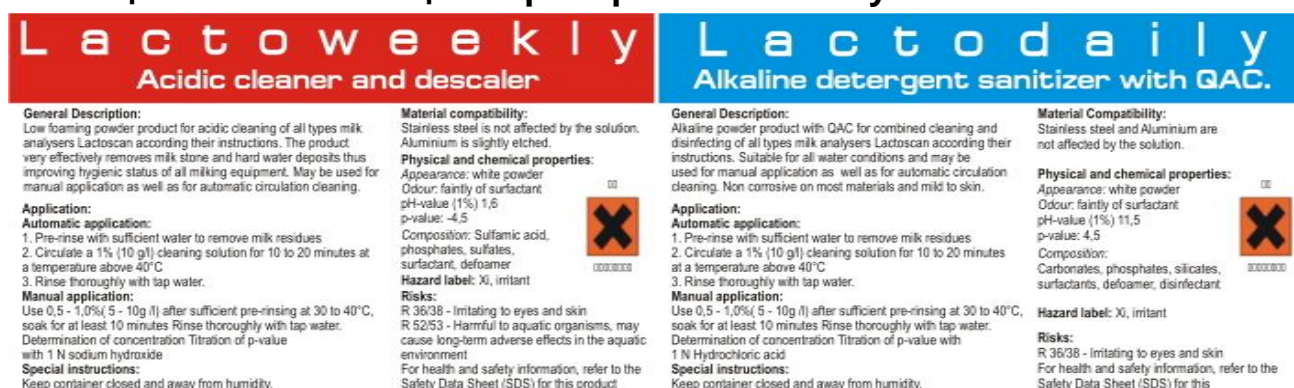 Lactoweekly
Acidic cleaner and descaler
General Description:
Low foaming powder product for acidic cleaning of all types milk
analysers Lactoscan according their instructions. The product
very effectively removes milk stone and hard water deposits thus
improving hygienic status of all milking equipment. May be used for
manual application as well as for automatic circulation cleaning.
Application:
Automatic application:
1. Pre-rinse with sufficient water to remove milk residues
2. Circulate a 1% (10 g/l) cleaning solution for 10 to 20 minutes at
a temperature above 40°C
3. Rinse thoroughly with tap water.
Manual application:
Use 0,5 - 1,0%( 5 - 10g /l) after sufficient pre-rinsing at 30 to 40°C,
soak for at least 10 minutes Rinse thoroughly with tap water.
Determination of concentration Titration of p-value
with 1 N sodium hydroxide
Special instructions:
Keep container closed and away from humidity.
Material compatibility:
Stainless steel is not affected by the solution.
Aluminium is slightly etched.
Physical and chemical properties:
Appearance: white powder
Odour: faintly of surfactant
pH-value (1%) 1,6
p-value: -4,5
Composition: Sulfamic acid,
phosphates, sulfates,
surfactant, defoamer
Hazard label: Xi, irritant
Risks:
R 36/38 - Irritating to eyes and skin
R 52/53 - Harmful to aquatic organisms, may
cause long-term adverse effects in the aquatic
environment
For health and safety information, refer to the
Safety Data Sheet (SDS) for this product
Lactodaily
Alkaline detergent sanitizer with QAC.
General Description:
Alkaline powder product with QAC for combined cleaning and
disinfecting of all types milk analysers Lactoscan according their
instructions. Suitable for all water conditions and may be
used for manual application as well as for automatic circulation
cleaning. Non corrosive on most materials and mild to skin.
Application:
Automatic application:
1. Pre-rinse with sufficient water to remove milk residues
2. Circulate a 1% (10 g/l) cleaning solution for 10 to 20 minutes
at a temperature above 40°C
3. Rinse thoroughly with tap water.
Manual application:
Use 0,5 - 1,0%( 5 - 10g /l) after sufficient pre-rinsing at 30 to 40°C,
soak for at least 10 minutes Rinse thoroughly with tap water.
Determination of concentration Titration of p-value with
1 N Hydrochloric acid
Special instructions:
Keep container closed and away from humidity.
Material Compatibility:
Stainless steel and Aluminium are
not affected by the solution.
Physical and chemical properties:
Appearance: white powder
Odour: faintly of surfactant
pH-value (1%) 11,5
p-value: 4,5
Composition:
Carbonates, phosphates, silicates,
surfactants, defoamer, disinfectant
Hazard label: Xi, irritant
Risks:
R 36/38 - Irritating to eyes and skin
For health and safety information, refer to the
Safety Data Sheet (SDS) for this